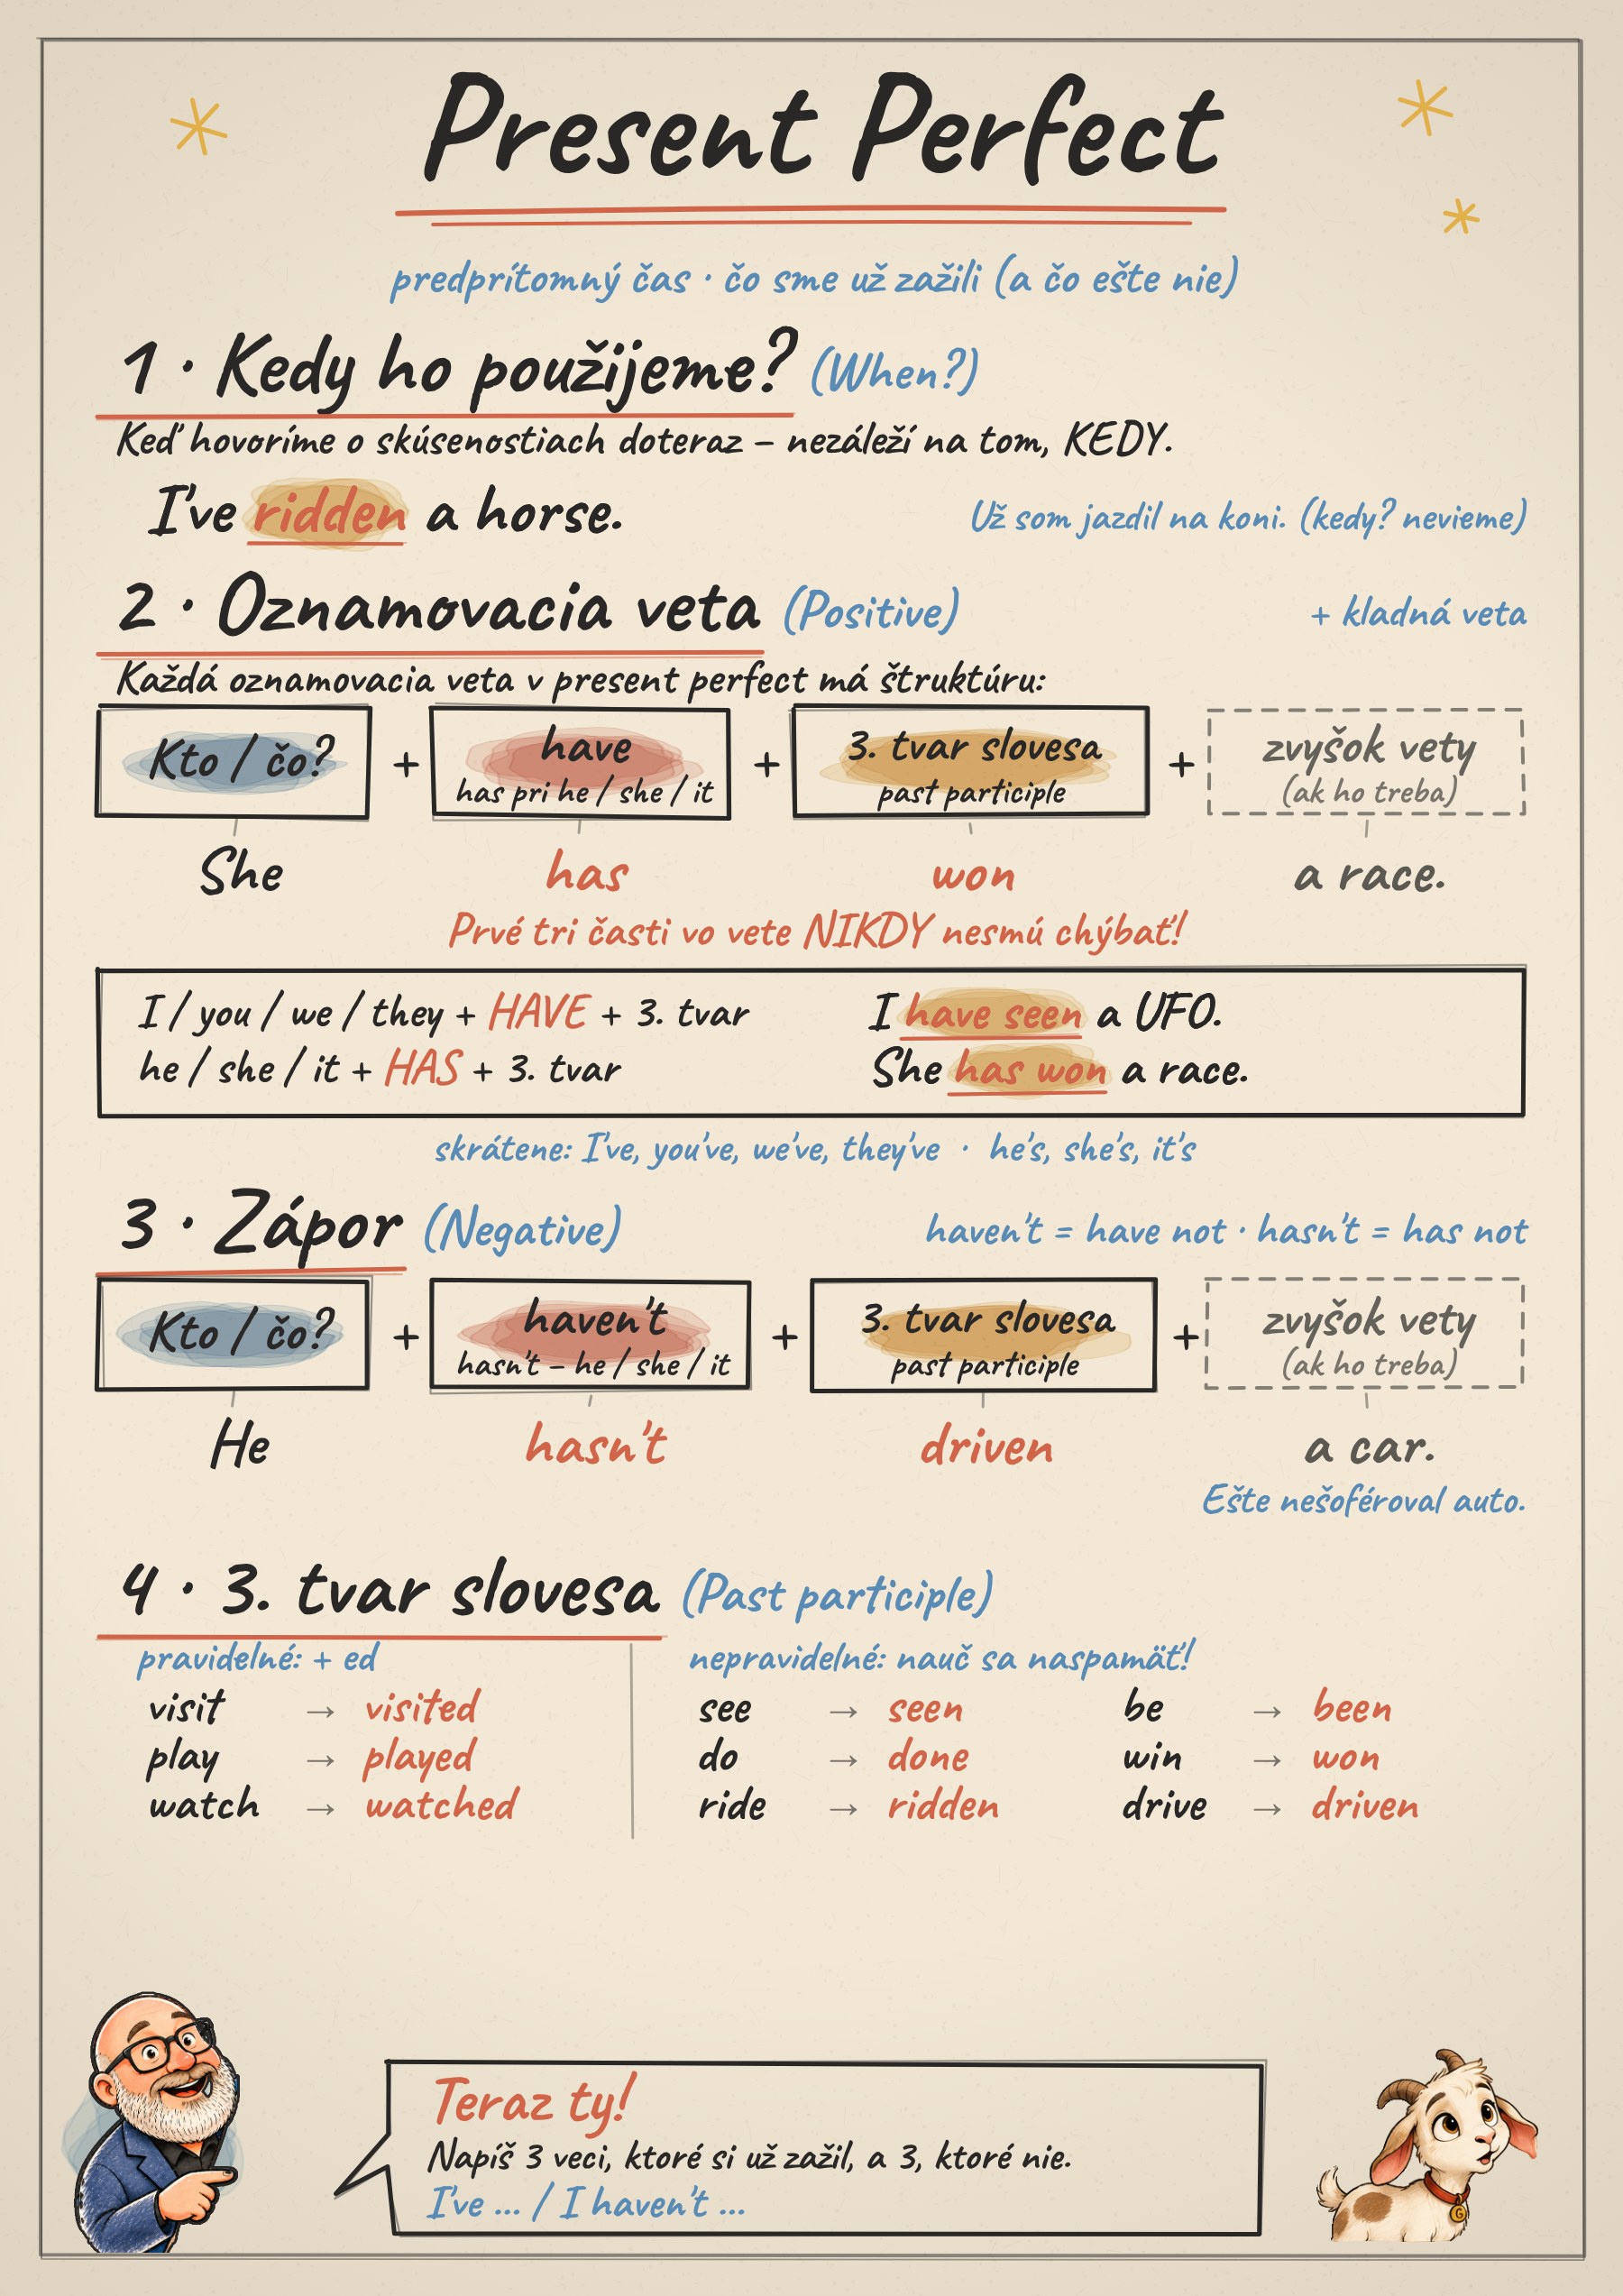 Present Perfect
predprítomný čas · čo sme už zažili (a čo ešte nie)
1 · Kedy ho použijeme? (When?)
Keď hovoríme o skúsenostiach doteraz – nezáleží na tom, KEDY.
I've ridden a horse. Už som jazdil na koni. (kedy? nevieme)
2 · Oznamovacia veta (Positive) + kladná veta
Každá oznamovacia veta v present perfect má štruktúru:
Kto / čo? + have + 3. tvar slovesa + zvyšok vety
has pri he / she / it past participle (ak ho treba)
She has won a race.
Prvé tri časti vo vete NIKDY nesmú chýbať!
I / you / we / they + HAVE + 3. tvar I have seen a UFO.
he / she / it + HAS + 3. tvar She has won a race.
skrátene: I've, you've, we've, they've · he's, she's, it's
3 · Zápor (Negative) haven't = have not · hasn't = has not
Kto / čo? + haven't + 3. tvar slovesa + zvyšok vety
hasn't – he / she / it past participle (ak ho treba)
He hasn't driven a car.
Ešte nešoféroval auto.
4 · 3. tvar slovesa (Past participle)
pravidelné: + ed nepravidelné: nauč sa naspamäť!
visit → visited see → seen be → been
play → played do → done win → won
watch → watched ride → ridden drive → driven
Teraz ty!
Napíš 3 veci, ktoré si už zažil, a 3, ktoré nie.
I've ... / I haven't ...
G